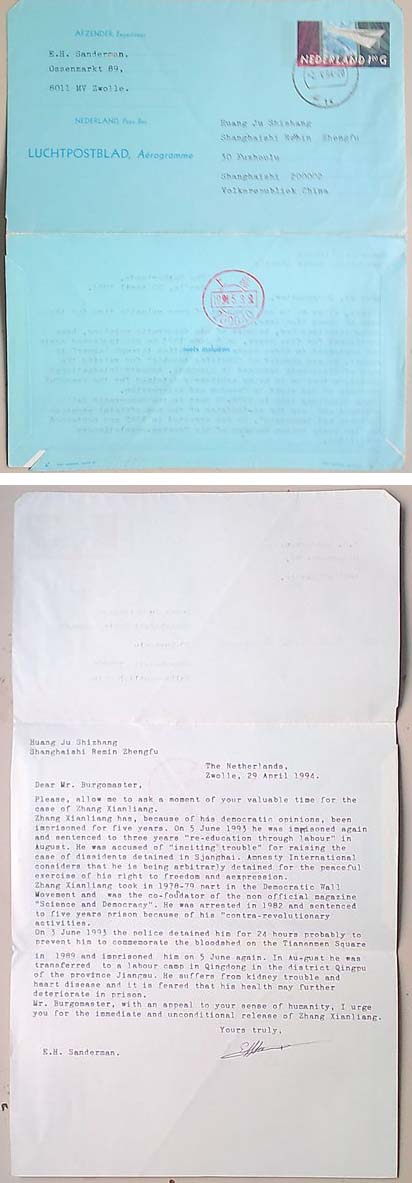 AFZENDER Expéditeur
E.H. Sanderman.
Ossenmarkt 89,
8011 MV Zwolle.
NEDERLAND Pays Bas
LUCHTPOSTBLAD, Aérogramme
NEDERLAND
Huang Ju Shizhang
Shanghaishi Remin Zhengfu
30 Fuzhoulu
Shanghaishi 200002
Volksrepubliek China
Huang Ju Shizhang
Shanghaishi Remin Zhengfu
The Netherlands,
Zwolle, 29 April 1994.
Dear Mr. Burgomaster,
Please, allow me to ask a moment of your valuable time for the
case of Zhang Xianliang.
Zhang Xianliang has, because of his democratic opinions, been
imprisoned for five years. On 5 June 1993 he was imprisoned again
and sentenced to three years "re-education through labour" in
August. He was accused of "inciting trouble" for raising the
case of dissidents detained in Sjanghai. Amnesty International
considers that he is being arbitrarly detained for the peaceful
exercise of his right to freedom and aexpression.
Zhang Xianliang took in 1978-79 part in the Democratic Wall
Movement and was the co-foudator of the non official magazine
"Science and Democracy". He was arrested in 1982 and sentenced
to five years prison because of his "contra-revolutionary
activities.
On 3 June 1993 the police detained him for 24 hours probably to
prevent him to commemorate the bloodshed on the Tiananmen Square
in 1989 and imprisoned him on 5 June again. In Au-gust he was
transferred to a labour camp in Qingdong in the district Qingpu
of the province Jiangsu. He suffers from kidney trouble and
heart disease and it is feared that his health may further
deteriorate in prison.
Mr. Burgomaster, with an appeal to your sense of humanity, I urge
you for the immediate and unconditional release of Zhang Xianliang.
Yours truly,
E.H. Sanderman.